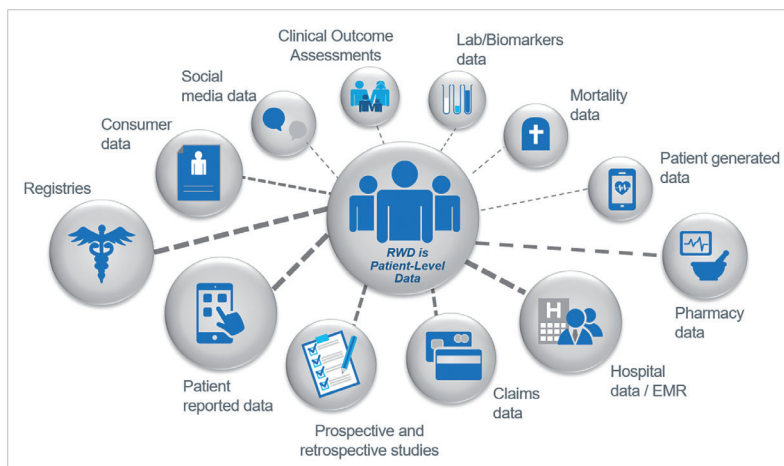 Clinical Outcome
Assessments
Lab/Biomarkers
data
Social
media data
Mortality
data
Consumer
data
Patient generated
data
Registries
RWD is
Patient-Level
Data
Pharmacy
data
H
Patient
reported data
Claims
data
Hospital
data / EMR
Prospective and
retrospective studies